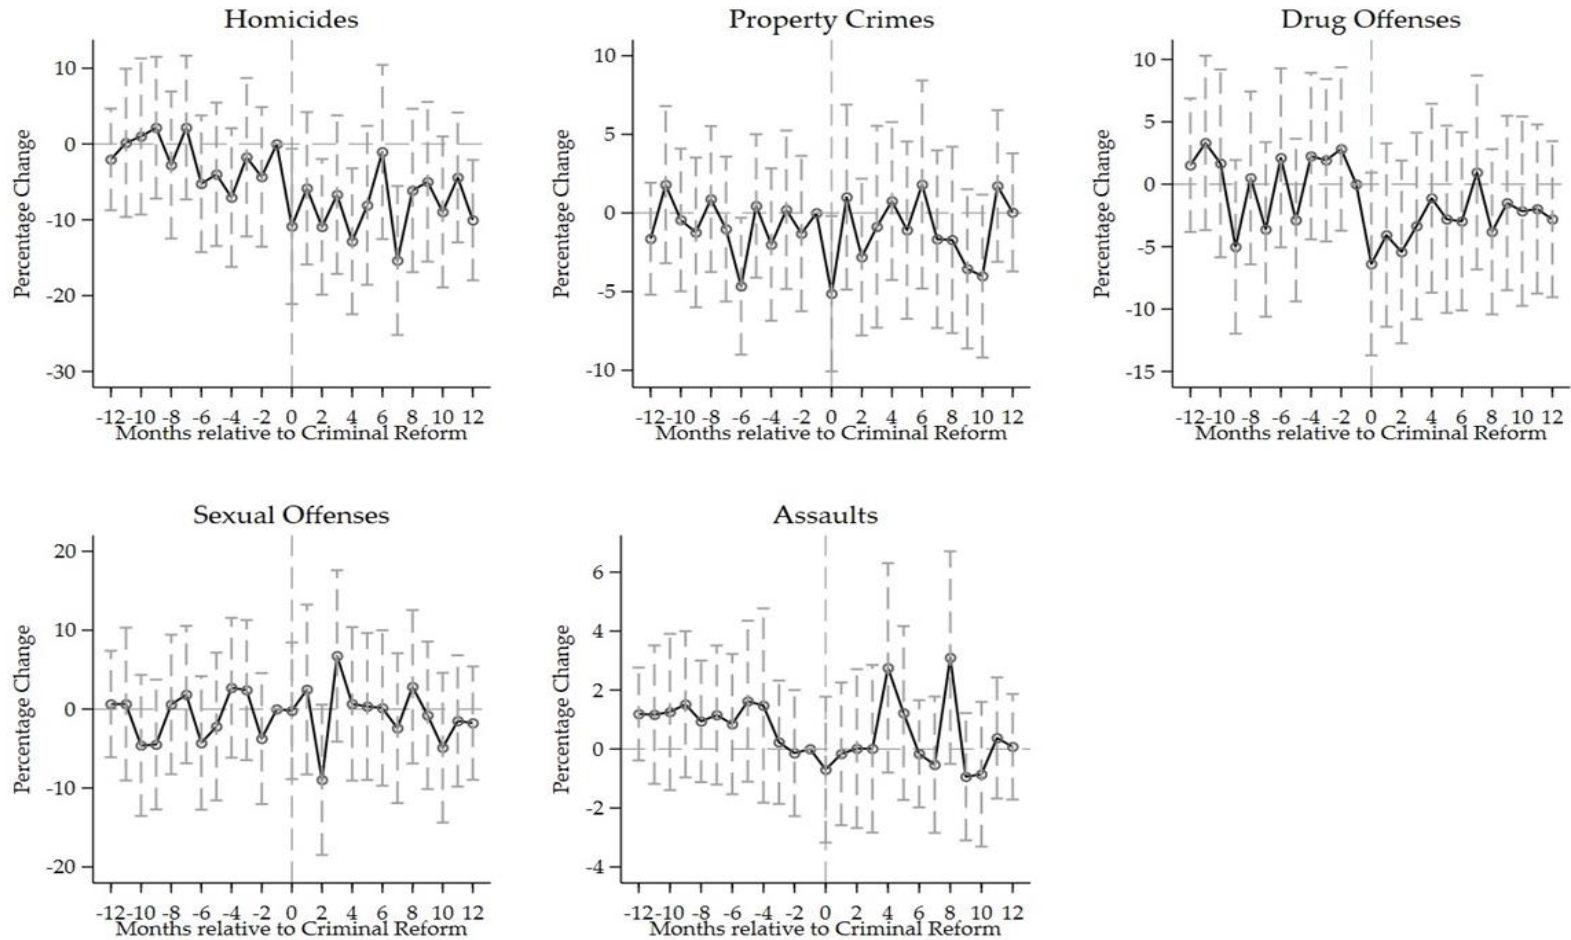 Homicides
Percentage Change
10
0
-10
-20
-30
-12-10 -8 -6 -4 -2 0 2 4 6 8 10 12
Months relative to Criminal Reform
Property Crimes
Percentage Change
10
5
0
-5
-10
-12-10 -8 -6 -4 -2 0 2 4 6 8 10 12
Months relative to Criminal Reform
Drug Offenses
Percentage Change
10
5
0
-5
-10
-15
-12-10 -8 -6 -4 -2 0 2 4 6 8 10 12
Months relative to Criminal Reform
Sexual Offenses
Percentage Change
20
10
0
-10
-20
-12-10 -8 -6 -4 -2 0 2 4 6 8 10 12
Months relative to Criminal Reform
Assaults
Percentage Change
6
4
2
0
-2
-4
-12-10 -8 -6 -4 -2 0 2 4 6 8 10 12
Months relative to Criminal Reform